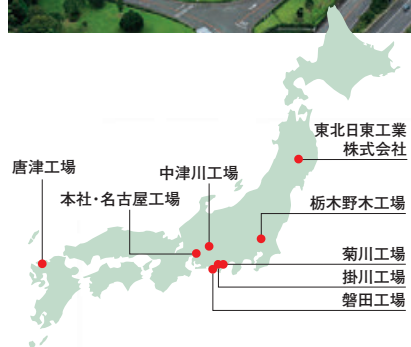 東北日東工業
株式会社
唐津工場
中津川工場
本社・名古屋工場
栃木野木工場
菊川工場
掛川工場
磐田工場